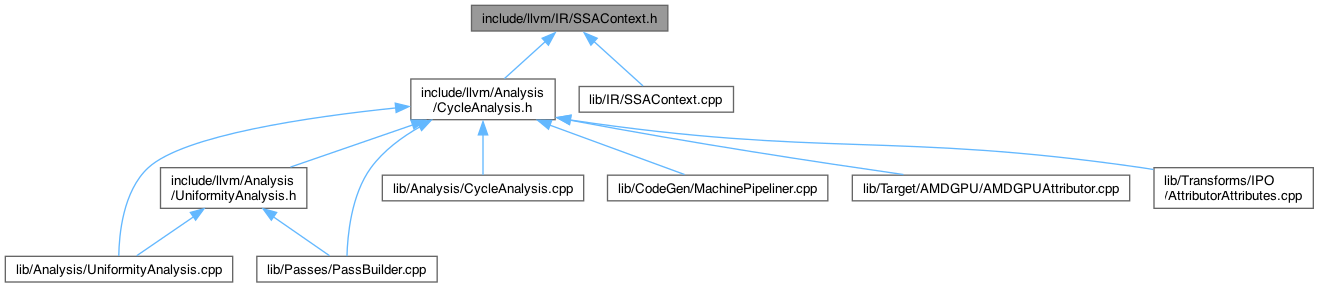 include/llvm/IR/SSAContext.h
include/llvm/Analysis
/CycleAnalysis.h
lib/IR/SSAContext.cpp
include/llvm/Analysis
/UniformityAnalysis.h
lib/Analysis/CycleAnalysis.cpp
lib/CodeGen/MachinePipeliner.cpp
lib/Target/AMDGPU/AMDGPUAttributor.cpp
lib/Transforms/IPO
/AttributorAttributes.cpp
lib/Analysis/UniformityAnalysis.cpp
lib/Passes/PassBuilder.cpp